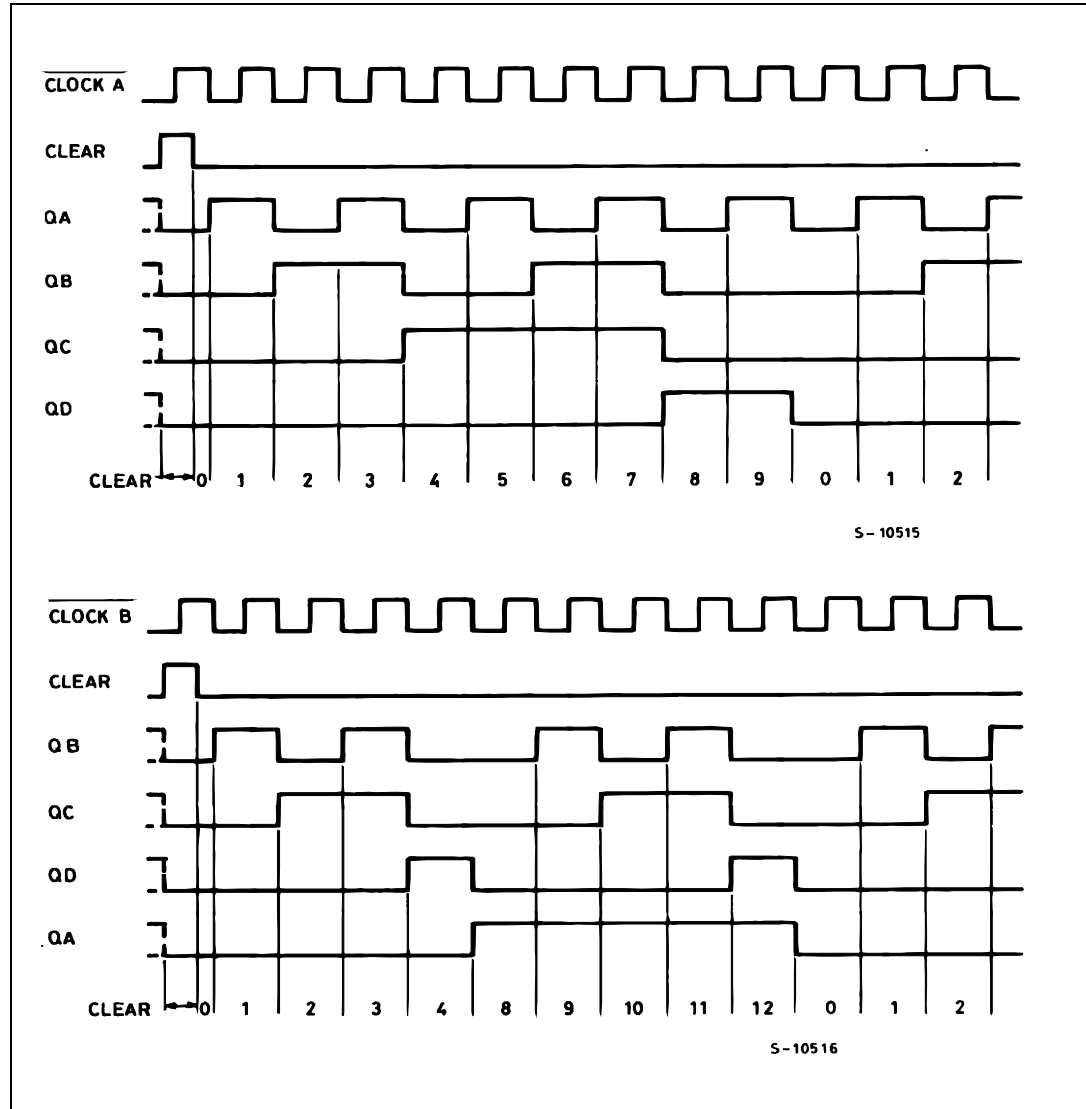 CLOCK A
CLEAR
QA
QB
QC
QD
CLEAR 0 1 2 3 4 5 6 7 8 9 0 1 2
S-10515
CLOCK B
CLEAR
QB
QC
QD
QA
CLEAR 0 1 2 3 4 8 9 10 11 12 0 1 2
S-10516